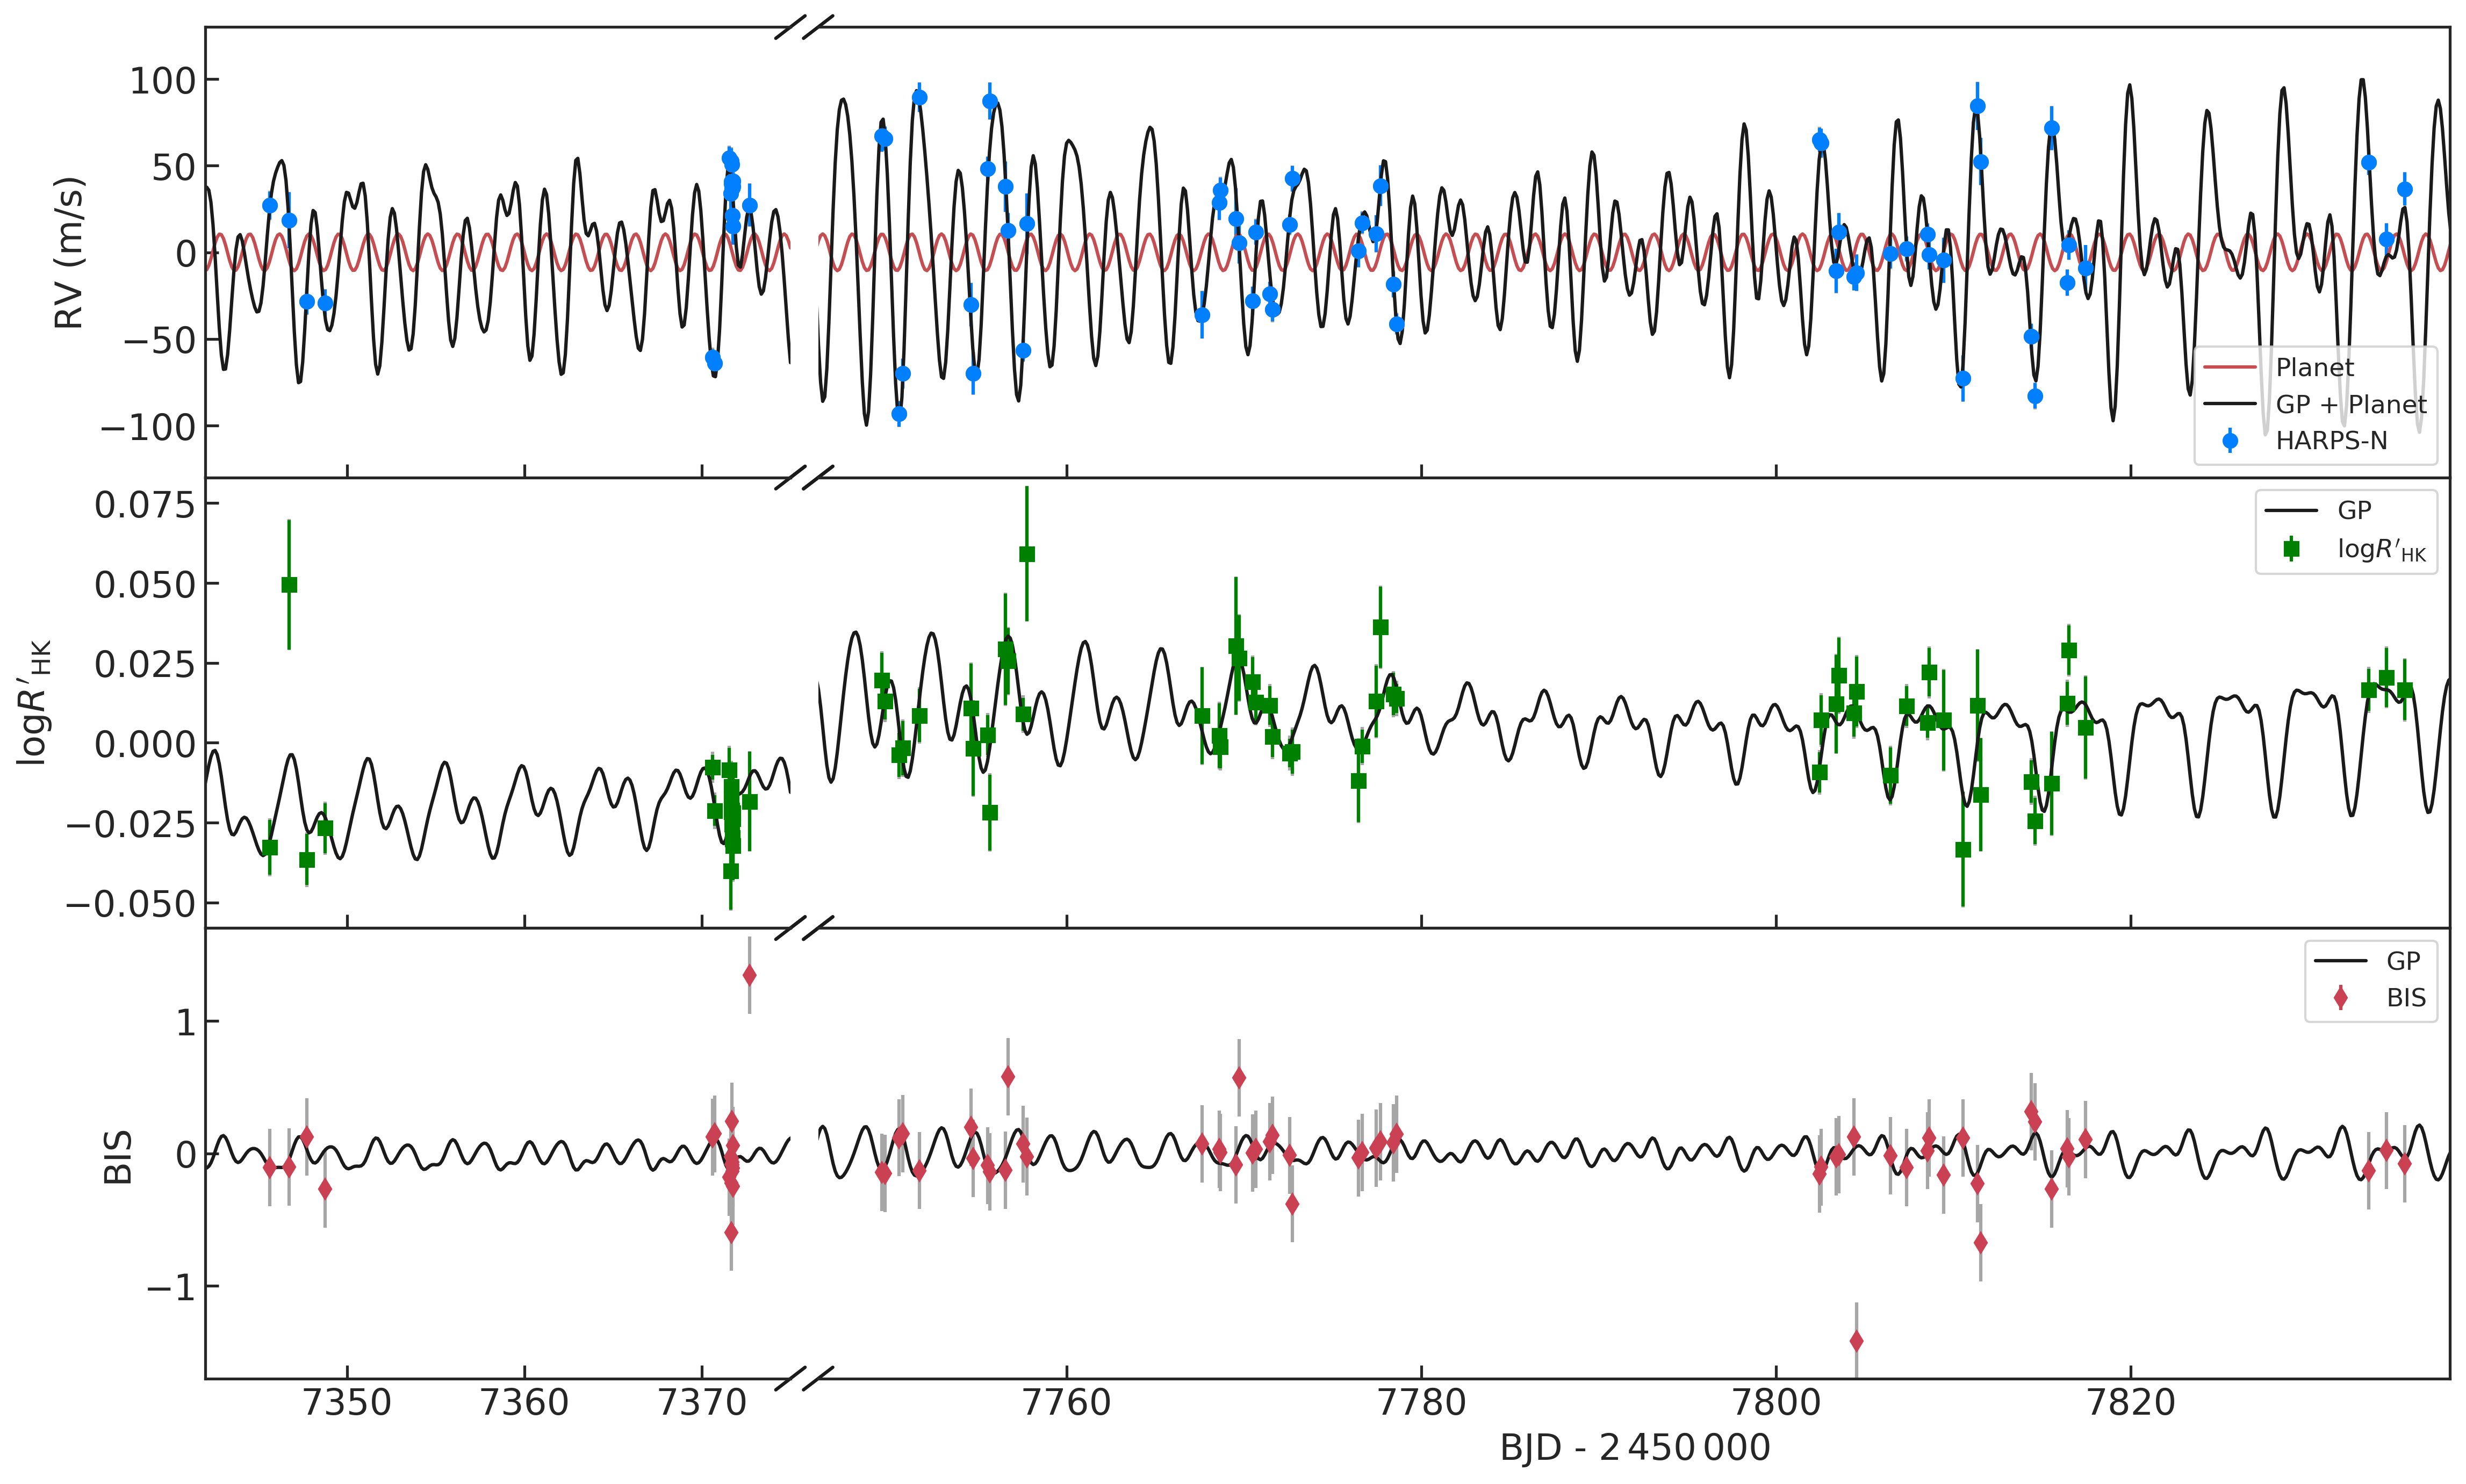 RV (m/s)
100
50
0
−50
−100
Planet
GP + Planet
HARPS-N
logR′HK
0.075
0.050
0.025
0.000
−0.025
−0.050
GP
logR′HK
BIS
1
0
−1
GP
BIS
7350 7360 7370 7760 7780 7800 7820
BJD - 2 450 000